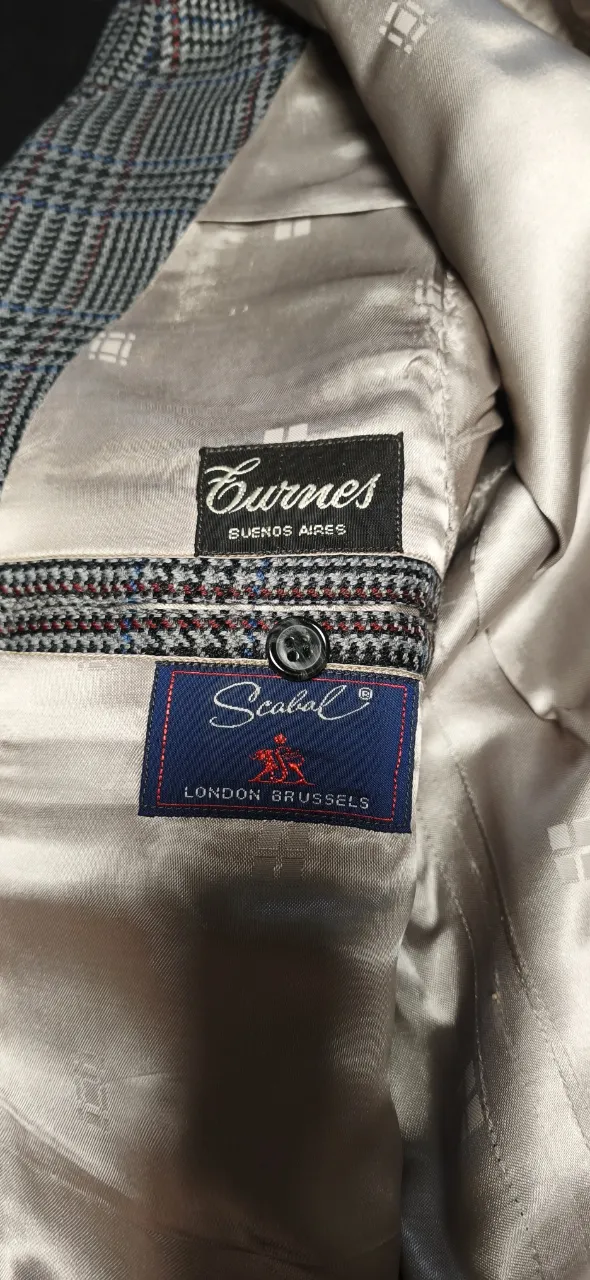 Curnes
BUENOS AIRES
Scabal®
LONDON BRUSSELS